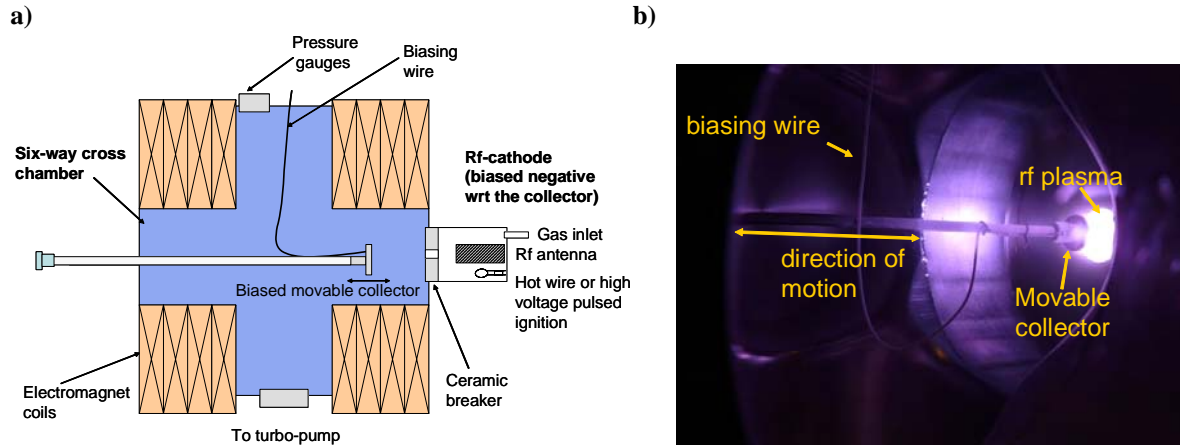 a)
Pressure
gauges
Biasing
wire
Six-way cross
chamber
Rf-cathode
(biased negative
wrt the collector)
Gas inlet
Rf antenna
Hot wire or high
voltage pulsed
ignition
Biased movable collector
Electromagnet
coils
Ceramic
breaker
To turbo-pump
b)
biasing wire
rf plasma
direction of
motion
Movable
collector